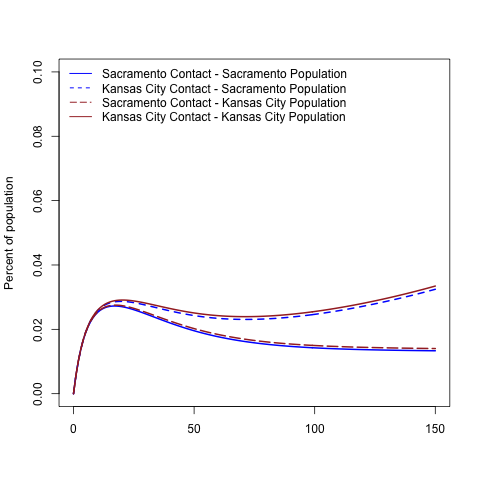 Sacramento Contact - Sacramento Population
Kansas City Contact - Sacramento Population
Sacramento Contact - Kansas City Population
Kansas City Contact - Kansas City Population
Percent of population
0.10
0.08
0.06
0.04
0.02
0.00
0 50 100 150